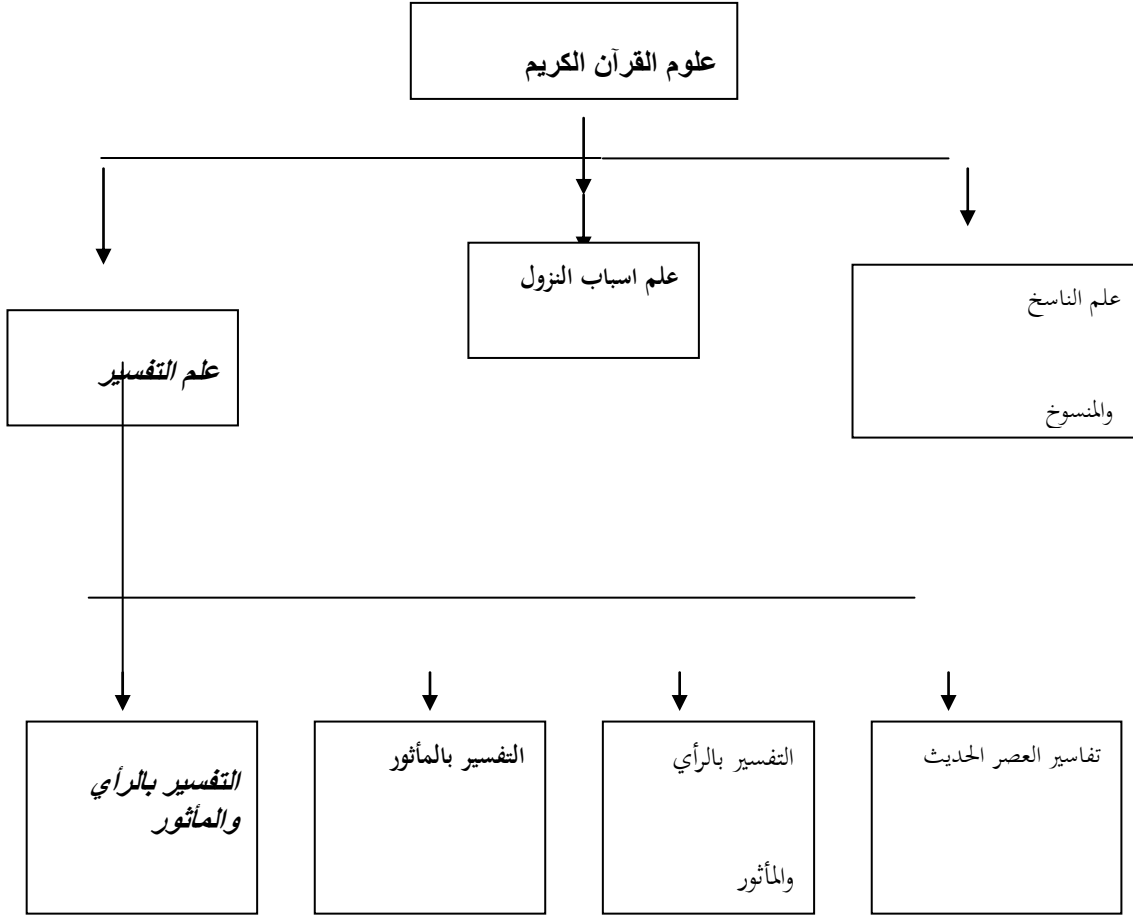 علوم القرآن الكريم
علم الناسخ
والمنسوخ
علم اسباب النزول
علم التفسير
تفاسير العصر الحديث
التفسير بالرأي
والمأثور
التفسير بالمأثور
التفسير بالرأي
والمأثور